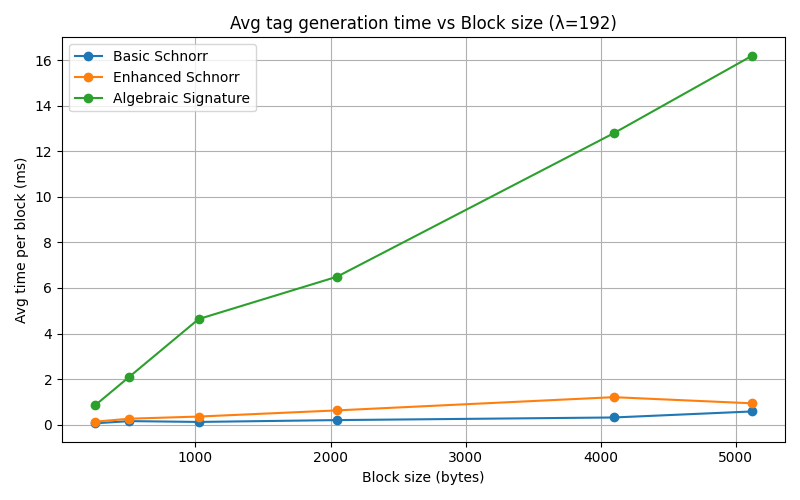 Avg tag generation time vs Block size (λ=192)
Basic Schnorr
Enhanced Schnorr
Algebraic Signature
Avg time per block (ms)
16
14
12
10
8
6
4
2
0
1000 2000 3000 4000 5000
Block size (bytes)